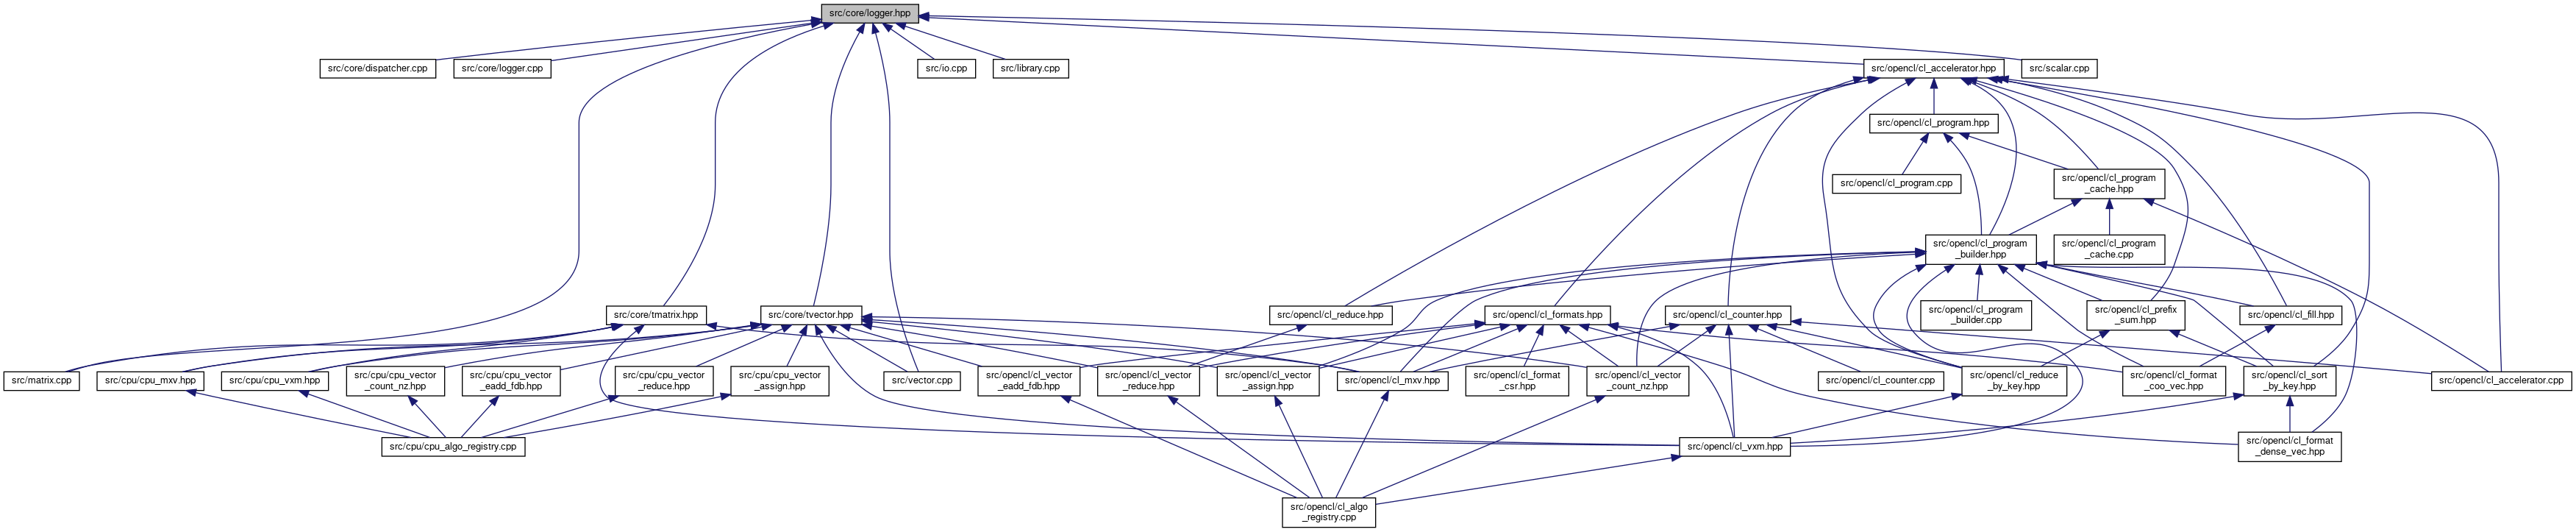 src/core/logger.hpp
src/core/dispatcher.cpp
src/core/logger.cpp
src/io.cpp
src/library.cpp
src/opencl/cl_accelerator.hpp
src/scalar.cpp
src/opencl/cl_program.hpp
src/opencl/cl_program.cpp
src/opencl/cl_program
_cache.hpp
src/opencl/cl_program
_builder.hpp
src/opencl/cl_program
_cache.cpp
src/core/tmatrix.hpp
src/core/tvector.hpp
src/opencl/cl_reduce.hpp
src/opencl/cl_formats.hpp
src/opencl/cl_counter.hpp
src/opencl/cl_program
_builder.cpp
src/opencl/cl_prefix
_sum.hpp
src/opencl/cl_fill.hpp
src/matrix.cpp
src/cpu/cpu_mxv.hpp
src/cpu/cpu_vxm.hpp
src/cpu/cpu_vector
_count_nz.hpp
src/cpu/cpu_vector
_eadd_fdb.hpp
src/cpu/cpu_vector
_reduce.hpp
src/cpu/cpu_vector
_assign.hpp
src/vector.cpp
src/opencl/cl_vector
_eadd_fdb.hpp
src/opencl/cl_vector
_reduce.hpp
src/opencl/cl_vector
_assign.hpp
src/opencl/cl_mxv.hpp
src/opencl/cl_format
_csr.hpp
src/opencl/cl_vector
_count_nz.hpp
src/opencl/cl_counter.cpp
src/opencl/cl_reduce
_by_key.hpp
src/opencl/cl_format
_coo_vec.hpp
src/opencl/cl_sort
_by_key.hpp
src/opencl/cl_accelerator.cpp
src/cpu/cpu_algo_registry.cpp
src/opencl/cl_vxm.hpp
src/opencl/cl_format
_dense_vec.hpp
src/opencl/cl_algo
_registry.cpp